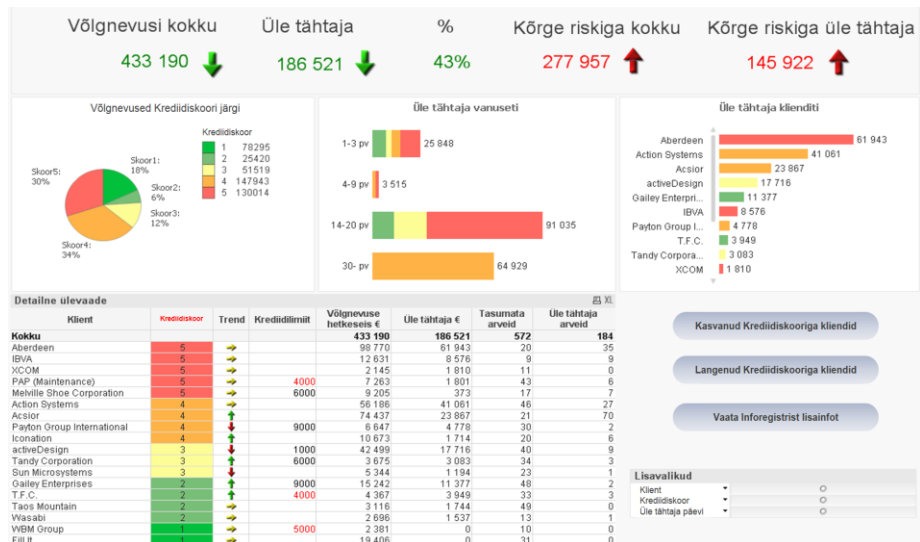 Võlgnevusi kokku Üle tähtaja % Kõrge riskiga kokku Kõrge riskiga üle tähtaja
433 190 186 521 43% 277 957 145 922
Võlgnevused Krediidiskoori järgi
Krediidiskoor
1 78295
2 25420
3 51519
4 147943
5 130014
Skoor1: 18%
Skoor2: 6%
Skoor3: 12%
Skoor4: 34%
Skoor5: 30%
Üle tähtaja vanuseti
1-3 pv 25 848
4-9 pv 3 515
14-20 pv 91 035
30- pv 64 929
Üle tähtaja klienditi
Aberdeen 61 943
Action Systems 41 061
Acsior 23 867
activeDesign 17 716
Gailey Enterpri... 11 377
IBVA 8 576
Payton Group I... 4 778
T.F.C. 3 949
Tandy Corpora... 3 083
XCOM 1 810
Detailne ülevaade XL
Klient Krediidiskoor Trend Krediidilimiit Võlgnevuse hetkeseis € Üle tähtaja € Tasumata arveid Üle tähtaja arveid
Kokku 433 190 186 521 572 184
Aberdeen 5 98 770 61 943 20 35
IBVA 5 12 631 8 576 9 9
XCOM 5 2 145 1 810 11 0
PAP (Maintenance) 5 4000 7 263 1 801 43 6
Melville Shoe Corporation 5 6000 9 205 373 17 7
Action Systems 4 56 186 41 061 46 27
Acsior 4 74 437 23 867 21 70
Payton Group International 4 9000 6 647 4 778 30 2
Iconation 4 10 673 1 714 20 6
activeDesign 3 1000 42 499 17 716 40 9
Tandy Corporation 3 6000 3 675 3 083 34 3
Sun Microsystems 3 5 344 1 194 23 1
Gailey Enterprises 2 9000 15 242 11 377 48 2
T.F.C. 2 4000 4 367 3 949 33 3
Taos Mountain 2 3 116 1 744 49 0
Wasabi 2 2 696 1 537 13 1
WBM Group 1 5000 2 381 0 10 0
Fill It 1 19 406 0 31 0
Kasvanud Krediidiskooriga kliendid
Langenud Krediidiskooriga kliendid
Vaata Inforegistrist lisainfot
Lisavalikud
Klient
Krediidiskoor
Üle tähtaja päevi